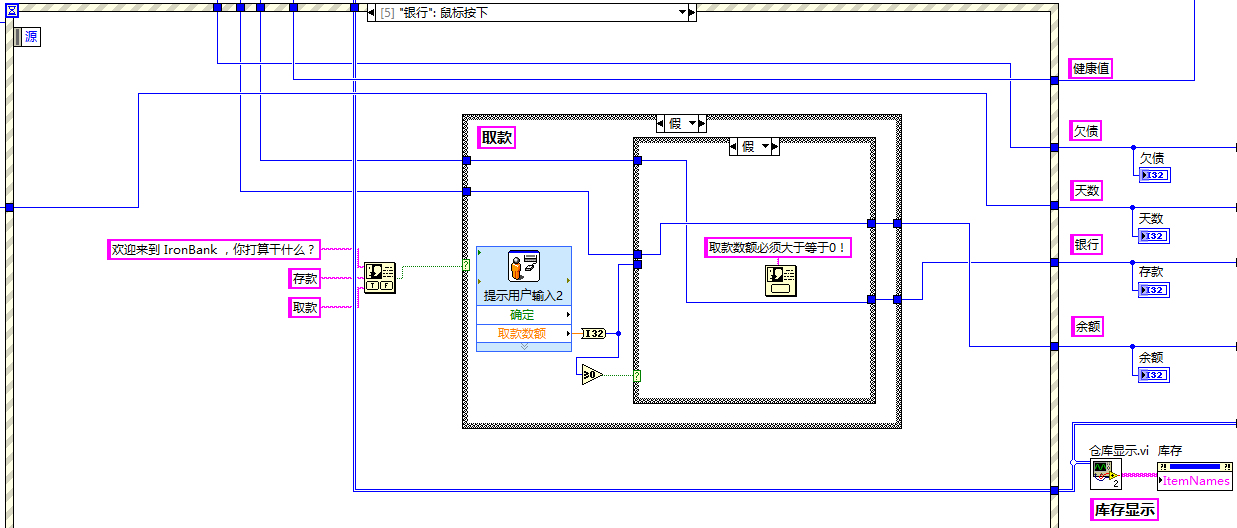 [5] "银行": 鼠标按下
源
健康值
假
取款
假
欠债
欠债
天数
天数
欢迎来到 IronBank ，你打算干什么？
取款数额必须大于等于0！
银行
存款
存款
T F
提示用户输入2
取款
确定
余额
取款数额
I32
余额
≥0
?
?
I32
I32
I32
I32
仓库显示.vi
库存
2
ItemNames
库存显示